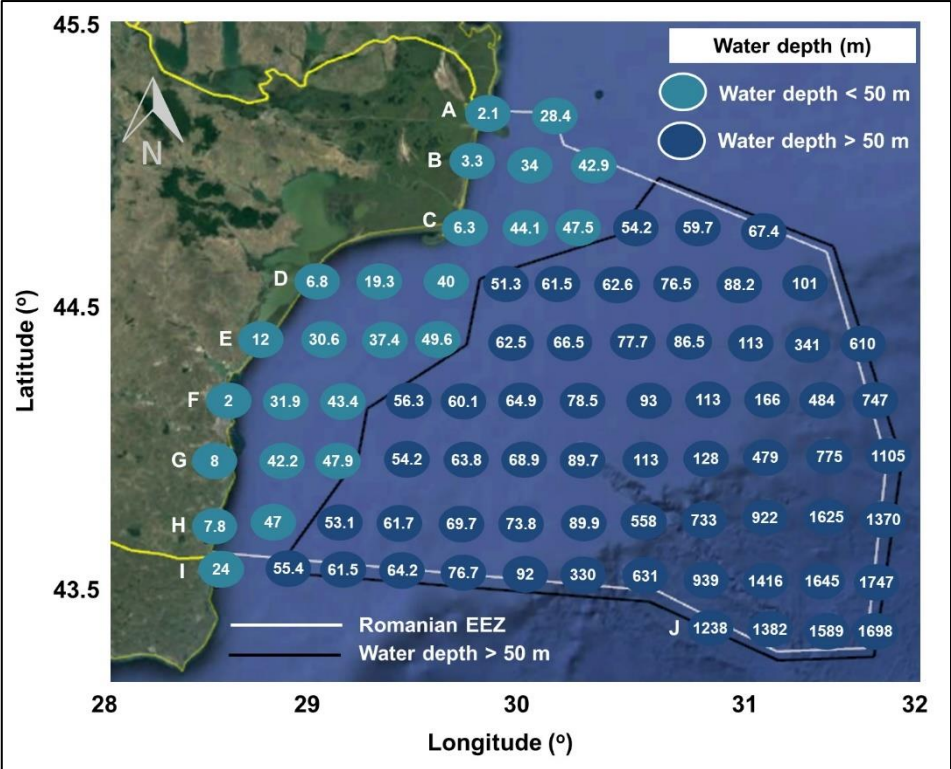 45.5
Water depth (m)
Water depth < 50 m
Water depth > 50 m
N
A 2.1 28.4
B 3.3 34 42.9
C 6.3 44.1 47.5 54.2 59.7 67.4
D 6.8 19.3 40 51.3 61.5 62.6 76.5 88.2 101
44.5
E 12 30.6 37.4 49.6 62.5 66.5 77.7 86.5 113 341 610
F 2 31.9 43.4 56.3 60.1 64.9 78.5 93 113 166 484 747
G 8 42.2 47.9 54.2 63.8 68.9 89.7 113 128 479 775 1105
H 7.8 47 53.1 61.7 69.7 73.8 89.9 558 733 922 1625 1370
I 24 55.4 61.5 64.2 76.7 92 330 631 939 1416 1645 1747
43.5
J 1238 1382 1589 1698
Romanian EEZ
Water depth > 50 m
28 29 30 31 32
Longitude (º)
Latitude (º)